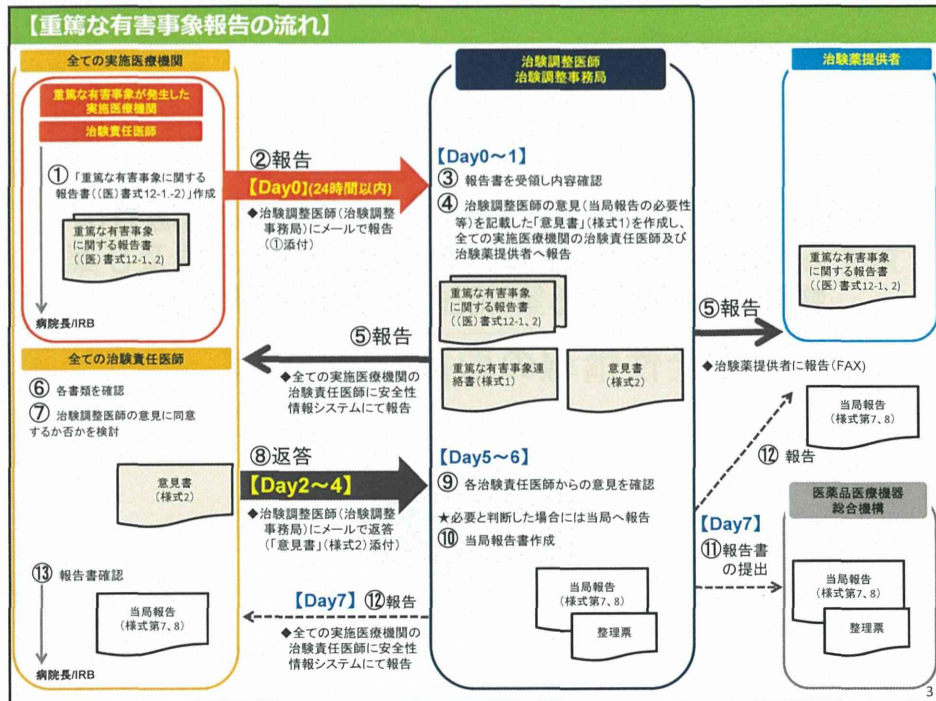 【重篤な有害事象報告の流れ】
全ての実施医療機関
重篤な有害事象が発生した
実施医療機関
治験責任医師
① 「重篤な有害事象に関する
報告書((医)書式12-1.-2)」作成
重篤な有害事象
に関する報告書
((医)書式12-1、2)
病院長/IRB
②報告
【Day0】(24時間以内)
◆治験調整医師(治験調整
事務局)にメールで報告
(①添付)
治験調整医師
治験調整事務局
【Day0～1】
③ 報告書を受領し内容確認
④ 治験調整医師の意見(当局報告の必要性
等)を記載した「意見書」(様式1)を作成し、
全ての実施医療機関の治験責任医師及び
治験薬提供者へ報告
重篤な有害事象
に関する報告書
((医)書式12-1、2)
重篤な有害事象連
絡書(様式1)
意見書
(様式2)
⑤報告
◆全ての実施医療機関の
治験責任医師に安全性
情報システムにて報告
⑤報告
◆治験薬提供者に報告(FAX)
治験薬提供者
重篤な有害事象
に関する報告書
((医)書式12-1、2)
当局報告
(様式第7、8)
全ての治験責任医師
⑥ 各書類を確認
⑦ 治験調整医師の意見に同意
するか否かを検討
意見書
(様式2)
⑧返答
【Day2～4】
◆治験調整医師(治験調整
事務局)にメールで返答
(「意見書」(様式2)添付)
【Day5～6】
⑨ 各治験責任医師からの意見を確認
★必要と判断した場合には当局へ報告
⑩ 当局報告書作成
当局報告
(様式第7、8)
整理票
⑫ 報告
【Day7】
⑪報告書
の提出
医薬品医療機器
総合機構
当局報告
(様式第7、8)
整理票
【Day7】 ⑫報告
◆全ての実施医療機関の
治験責任医師に安全性
情報システムにて報告
⑬ 報告書確認
当局報告
(様式第7、8)
病院長/IRB
3